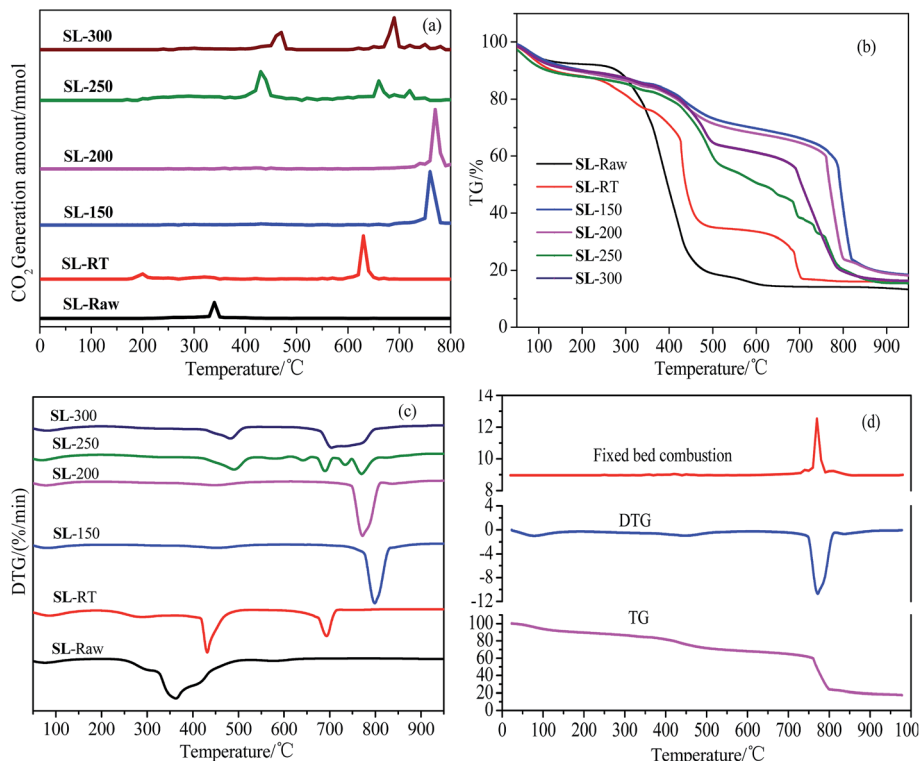 (a)
CO2 Generation amount/mmol
SL-300
SL-250
SL-200
SL-150
SL-RT
SL-Raw
0 100 200 300 400 500 600 700 800
Temperature/℃
(b)
TG/%
100
80
60
40
20
0
SL-Raw
SL-RT
SL-150
SL-200
SL-250
SL-300
100 200 300 400 500 600 700 800 900
Temperature/℃
(c)
DTG/(%/min)
SL-300
SL-250
SL-200
SL-150
SL-RT
SL-Raw
100 200 300 400 500 600 700 800 900
Temperature/℃
(d)
14
12
10
8
Fixed bed combustion
DTG
4
0
-4
-8
-12
TG
100
80
60
40
20
0
0 100 200 300 400 500 600 700 800 900 100
Temperature/℃